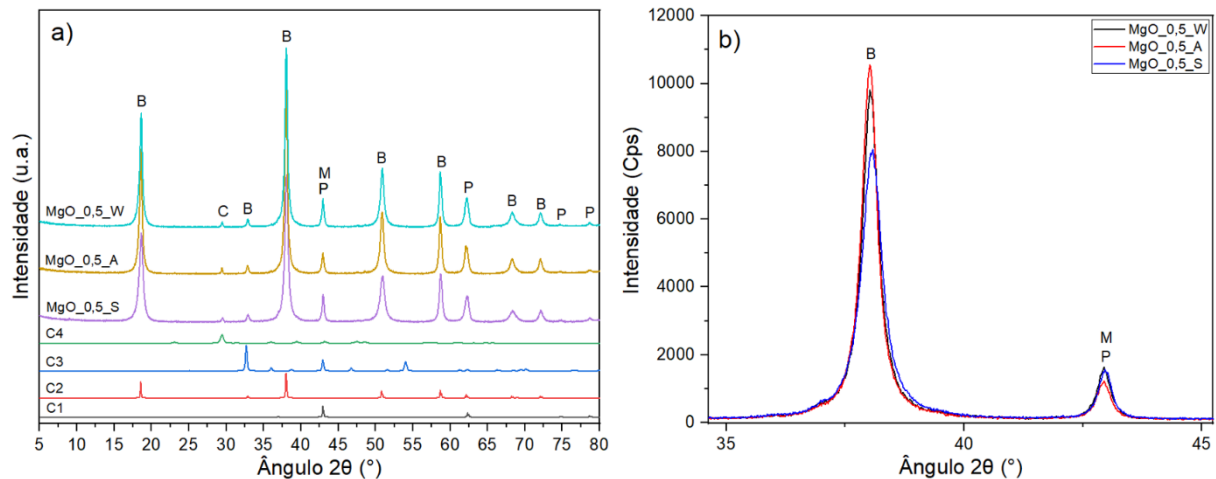 a)
B
B
M
P
B
B
C
B
P
B
B
P
P
MgO_0,5_W
MgO_0,5_A
MgO_0,5_S
C4
C3
C2
C1
5 10 15 20 25 30 35 40 45 50 55 60 65 70 75 80
Ângulo 2θ (°)
Intensidade (u.a.)
b)
MgO_0,5_W
MgO_0,5_A
MgO_0,5_S
B
M
P
12000
10000
8000
6000
4000
2000
0
35 40 45
Ângulo 2θ (°)
Intensidade (Cps)